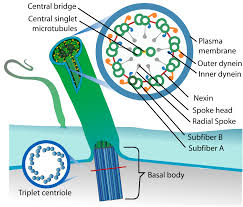 Central bridge
Central singlet
microtubules
Plasma
membrane
Outer dynein
Inner dynein
Nexin
Spoke head
Radial Spoke
Subfiber B
Subfiber A
Basal body
Triplet centriole